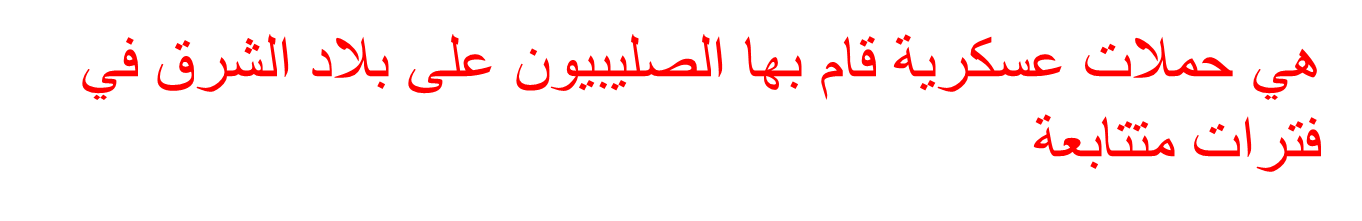 هي حملات عسكرية قام بها الصليبيون على بلاد الشرق في
فترات متتابعة